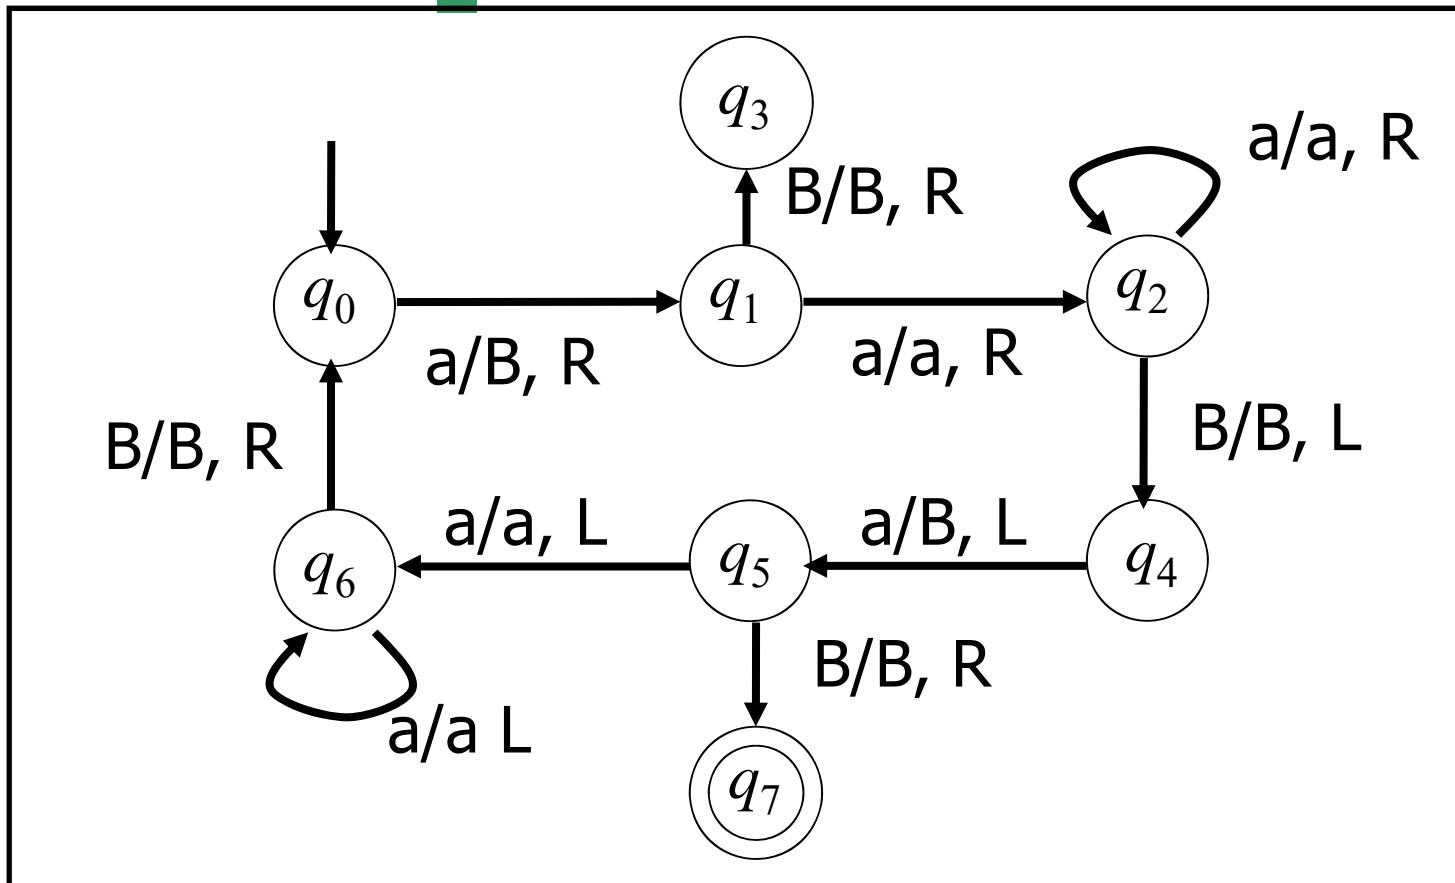 q3
a/a, R
B/B, R
q0
q1
q2
a/B, R
a/a, R
B/B, R
B/B, L
a/a, L
a/B, L
q6
q5
q4
B/B, R
a/a L
q7